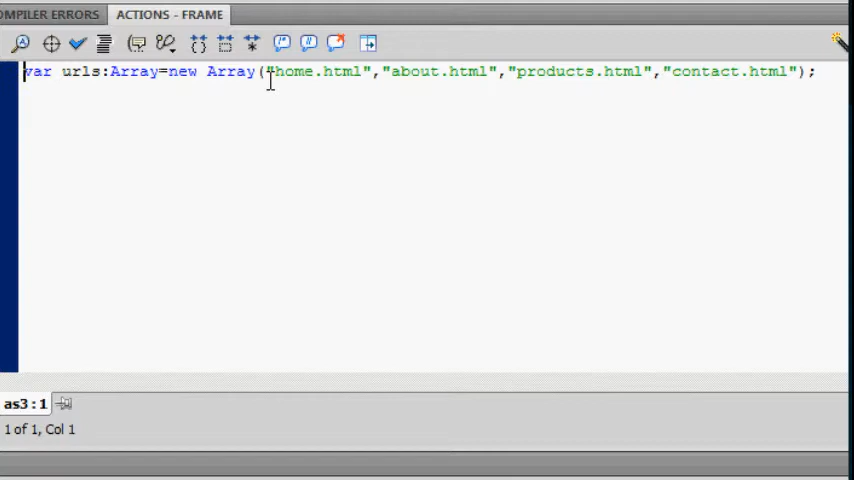 COMPILER ERRORS ACTIONS - FRAME
var urls:Array=new Array("home.html","about.html","products.html","contact.html");
as3:1
1 of 1, Col 1